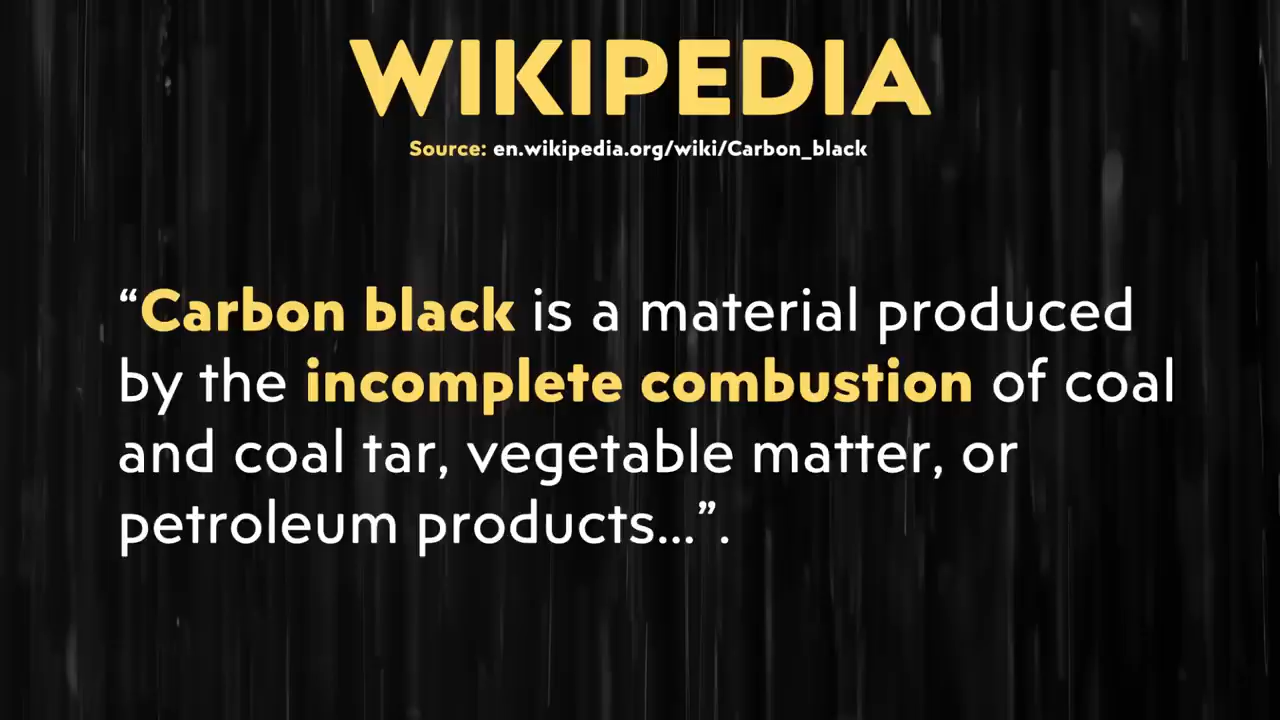 WIKIPEDIA
Source: en.wikipedia.org/wiki/Carbon_black
“Carbon black is a material produced
by the incomplete combustion of coal
and coal tar, vegetable matter, or
petroleum products...”.